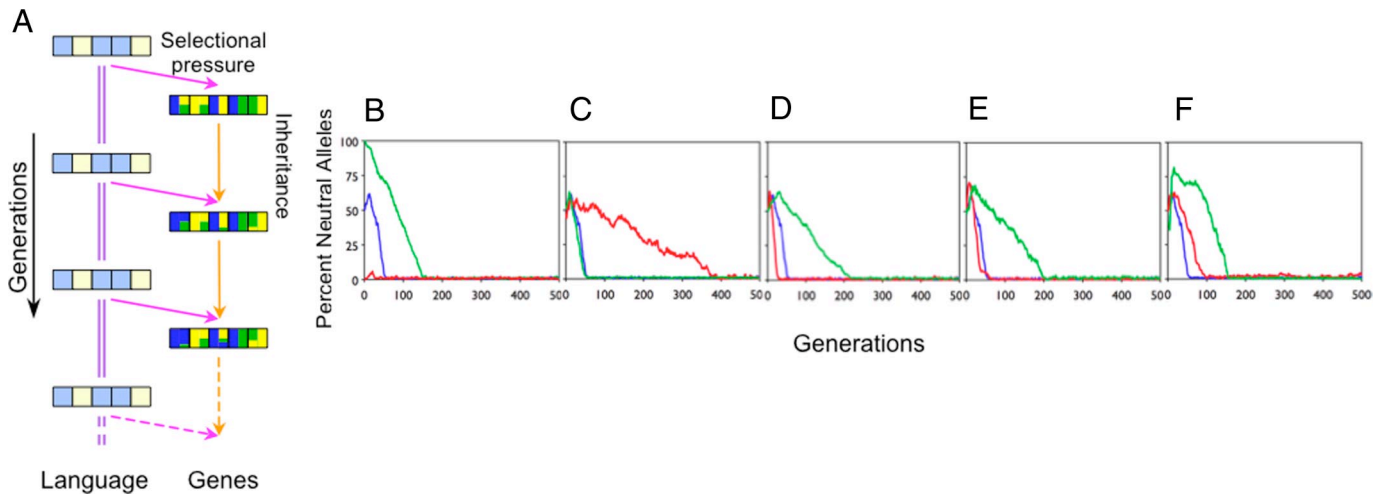 A
Selectional
pressure
Inheritance
Generations
Language
Genes
B
C
D
E
F
Percent Neutral Alleles
100
75
50
25
0
0 100 200 300 400 500
0 100 200 300 400 500
0 100 200 300 400 500
0 100 200 300 400 500
0 100 200 300 400 500
Generations